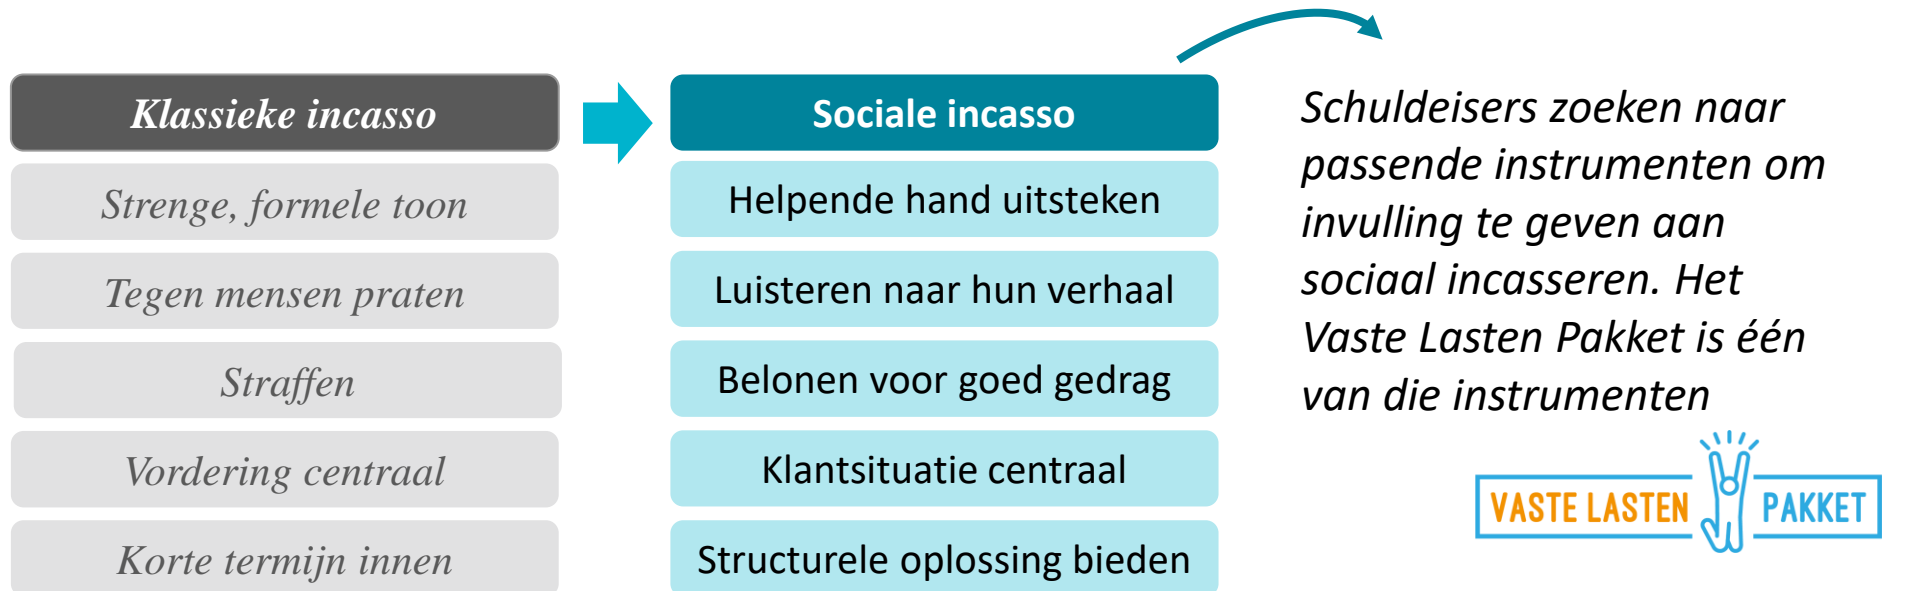 Klassieke incasso
Strenge, formele toon
Tegen mensen praten
Straffen
Vordering centraal
Korte termijn innen
Sociale incasso
Helpende hand uitsteken
Luisteren naar hun verhaal
Belonen voor goed gedrag
Klantsituatie centraal
Structurele oplossing bieden
Schuldeisers zoeken naar
passende instrumenten om
invulling te geven aan
sociaal incasseren. Het
Vaste Lasten Pakket is één
van die instrumenten
VASTE LASTEN PAKKET